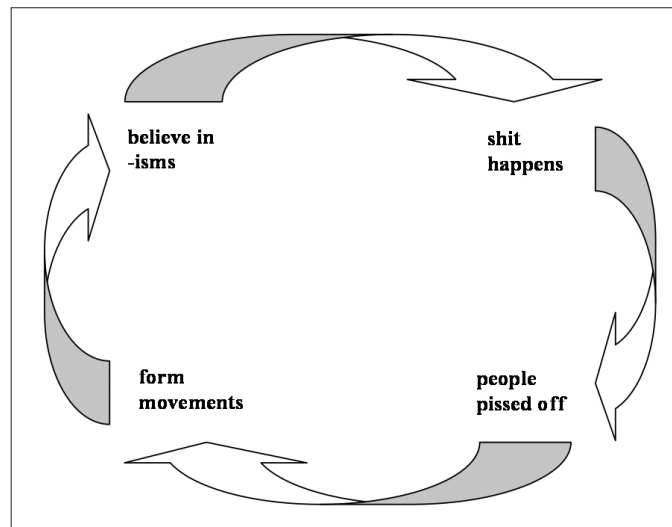 believe in
-isms
shit
happens
form
movements
people
pissed off